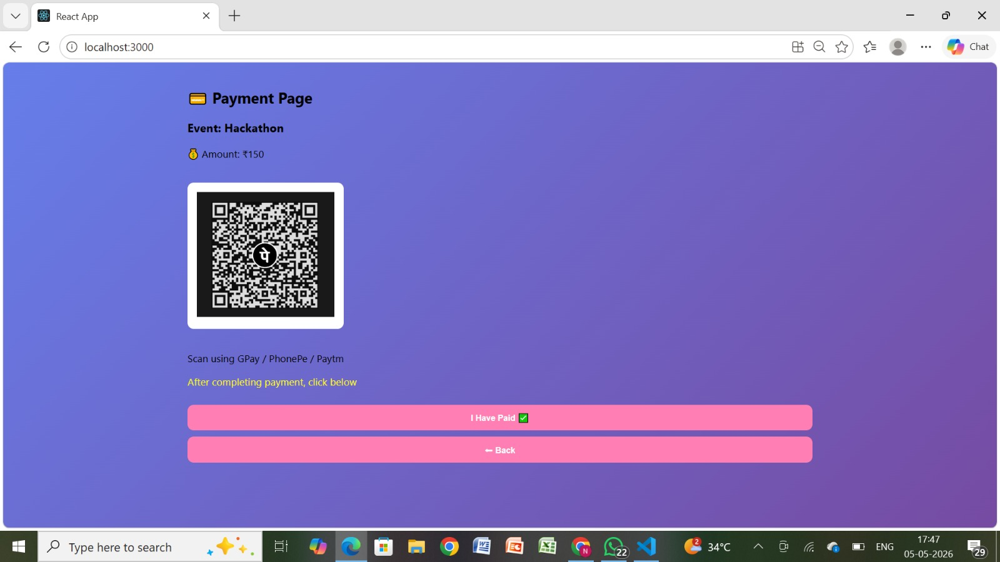 React App
localhost:3000
Chat
💳 Payment Page
Event: Hackathon
💰 Amount: ₹150
पे
Scan using GPay / PhonePe / Paytm
After completing payment, click below
I Have Paid ✅
⬅ Back
Type here to search
N
22
2
34°C
ENG
17:47
05-05-2026
29